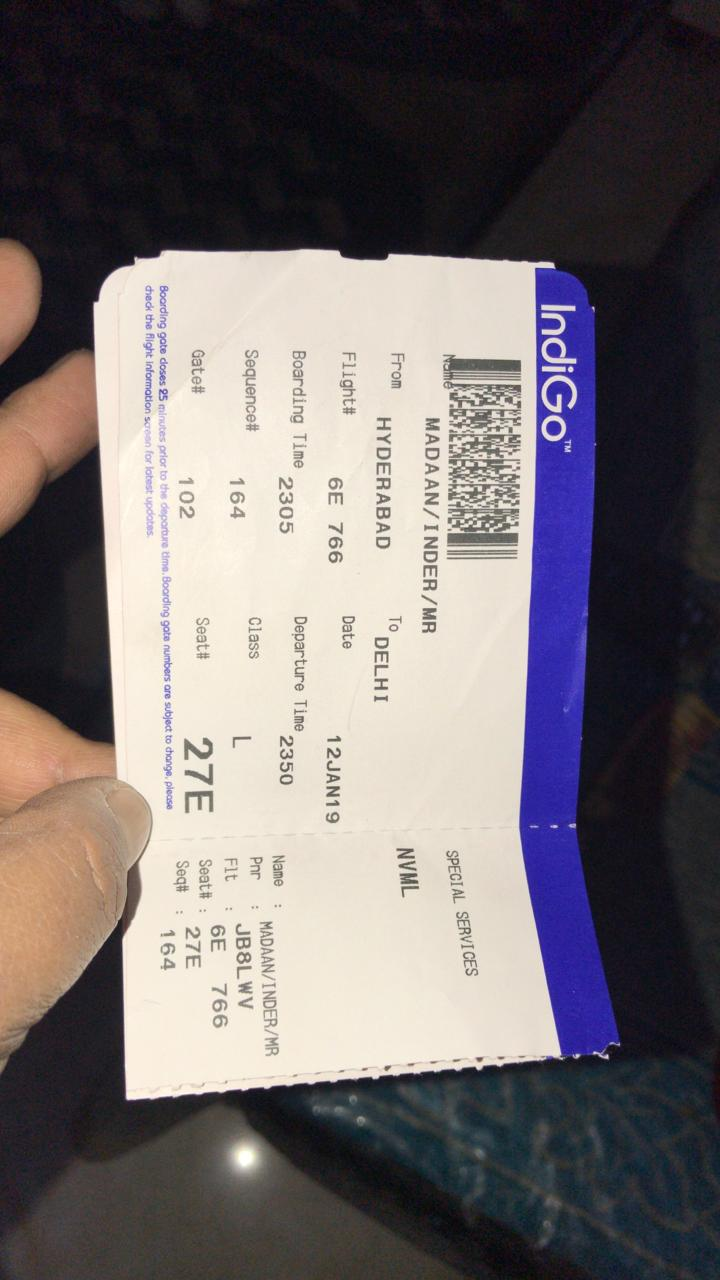 IndiGo™
Name
MADAAN/INDER/MR
From HYDERABAD To DELHI
Flight# 6E 766 Date 12JAN19
Boarding Time 2305 Departure Time 2350
Sequence# 164 Class L
Gate# 102 Seat# 27E
Boarding gate closes 25 minutes prior to the departure time. Boarding gate numbers are subject to change, please
check the flight information screen for latest updates.
SPECIAL SERVICES
NVML
Name : MADAAN/INDER/MR
Pnr : JB8LWV
Flt : 6E 766
Seat# : 27E
Seq# : 164